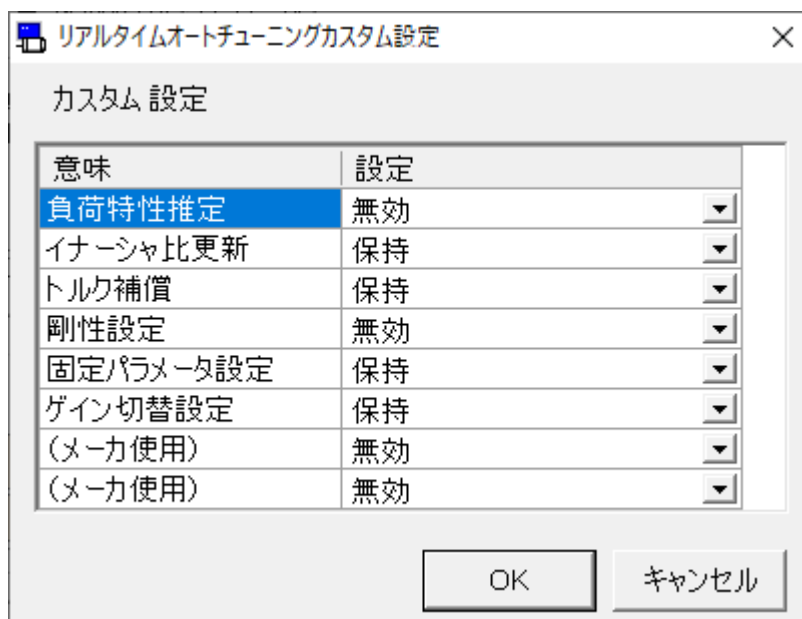 リアルタイムオートチューニングカスタム設定
カスタム 設定
意味 設定
負荷特性推定 無効
イナーシャ比更新 保持
トルク補償 保持
剛性設定 無効
固定パラメータ設定 保持
ゲイン切替設定 保持
(メーカ使用) 無効
(メーカ使用) 無効
OK キャンセル